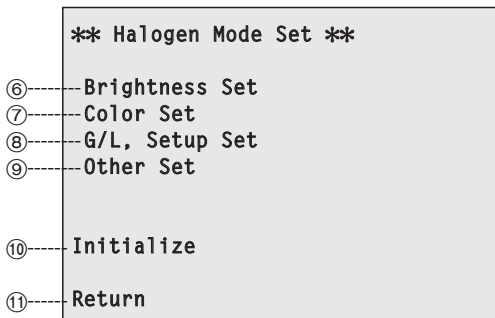 ** Halogen Mode Set **
⑥ Brightness Set
⑦ Color Set
⑧ G/L, Setup Set
⑨ Other Set
⑩ Initialize
⑪ Return